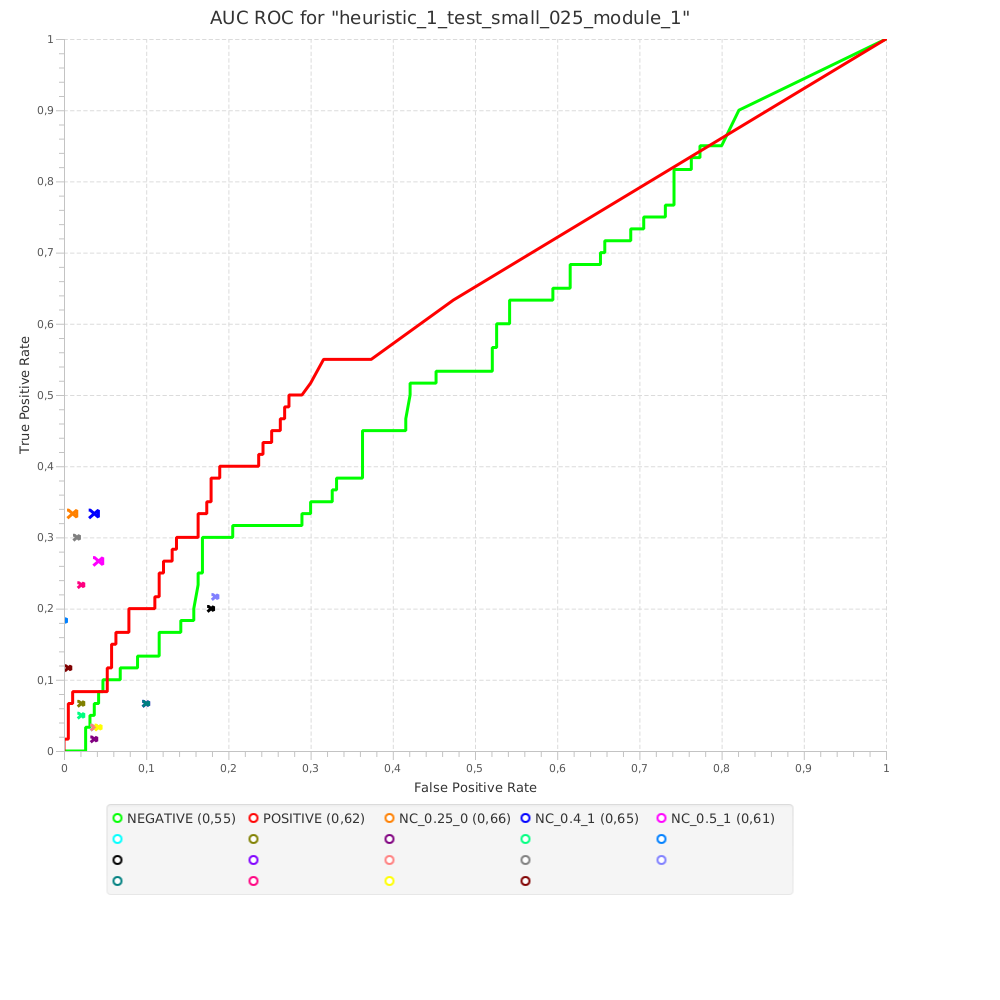 AUC ROC for "heuristic_1_test_small_025_module_1"
1
0,9
0,8
0,7
0,6
0,5
0,4
0,3
0,2
0,1
0
True Positive Rate
0 0,1 0,2 0,3 0,4 0,5 0,6 0,7 0,8 0,9 1
False Positive Rate
NEGATIVE (0,55) POSITIVE (0,62) NC_0.25_0 (0,66) NC_0.4_1 (0,65) NC_0.5_1 (0,61)